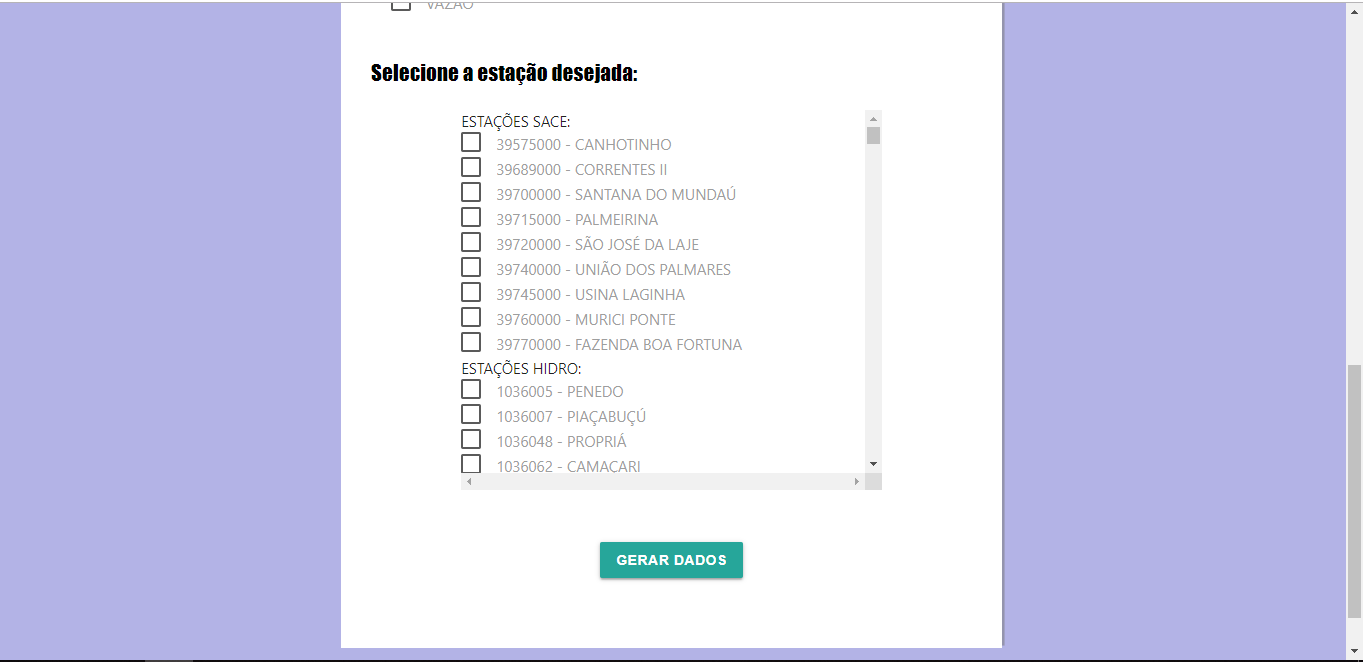 VAZÃO
Selecione a estação desejada:
ESTAÇÕES SACE:
39575000 - CANHOTINHO
39689000 - CORRENTES II
39700000 - SANTANA DO MUNDAÚ
39715000 - PALMEIRINA
39720000 - SÃO JOSÉ DA LAJE
39740000 - UNIÃO DOS PALMARES
39745000 - USINA LAGINHA
39760000 - MURICI PONTE
39770000 - FAZENDA BOA FORTUNA
ESTAÇÕES HIDRO:
1036005 - PENEDO
1036007 - PIAÇABUÇÚ
1036048 - PROPRIÁ
1036062 - CAMACARI
GERAR DADOS